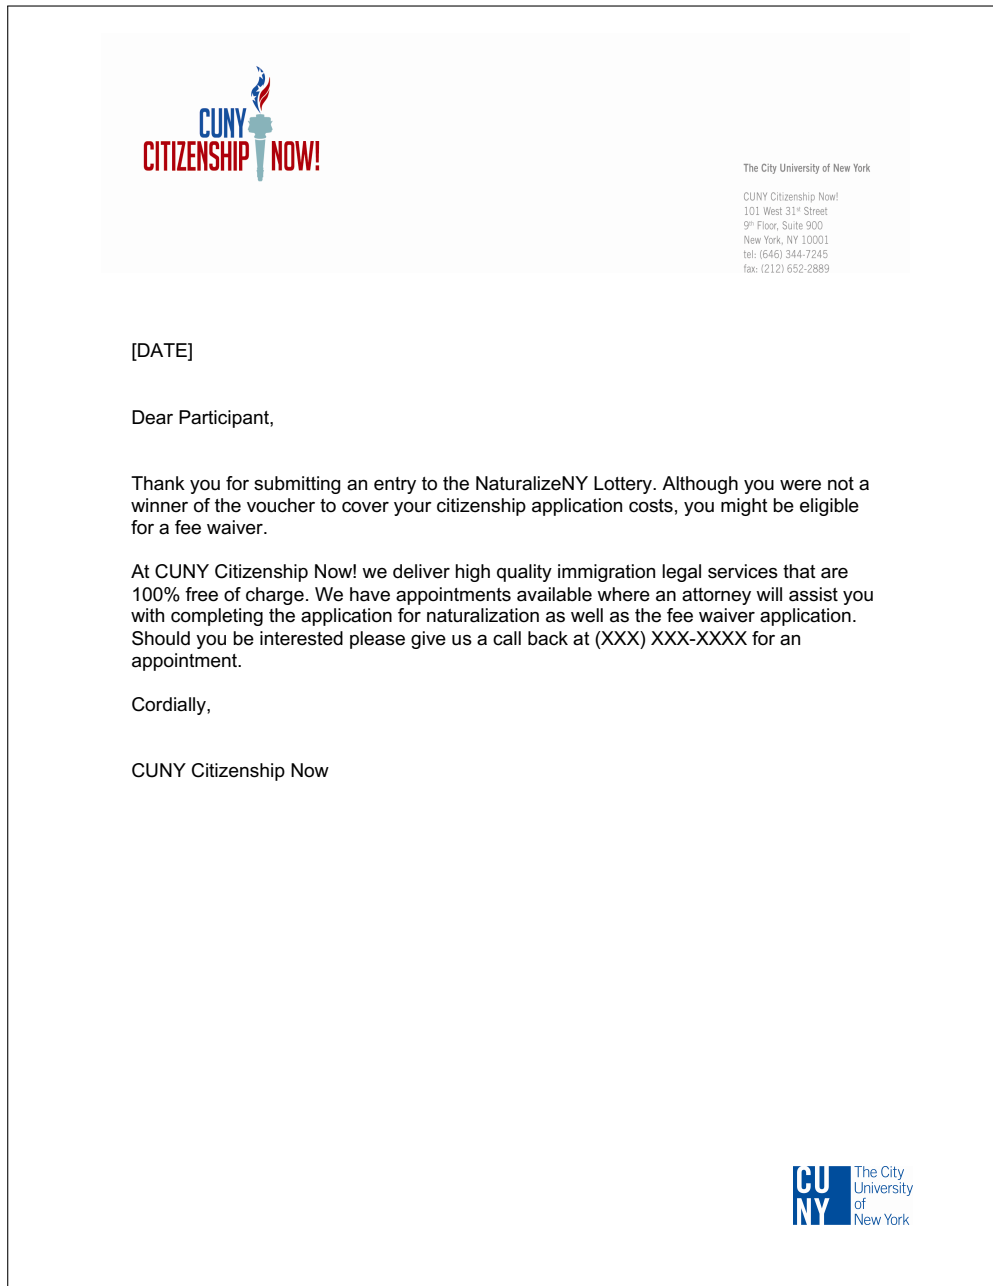 CUNY
CITIZENSHIP NOW!
The City University of New York
CUNY Citizenship Now!
101 West 31st Street
9th Floor, Suite 900
New York, NY 10001
tel: (646) 344-7245
fax: (212) 652-2889
[DATE]
Dear Participant,
Thank you for submitting an entry to the NaturalizeNY Lottery. Although you were not a
winner of the voucher to cover your citizenship application costs, you might be eligible
for a fee waiver.
At CUNY Citizenship Now! we deliver high quality immigration legal services that are
100% free of charge. We have appointments available where an attorney will assist you
with completing the application for naturalization as well as the fee waiver application.
Should you be interested please give us a call back at (XXX) XXX-XXXX for an
appointment.
Cordially,
CUNY Citizenship Now
CU
NY
The City
University
of
New York